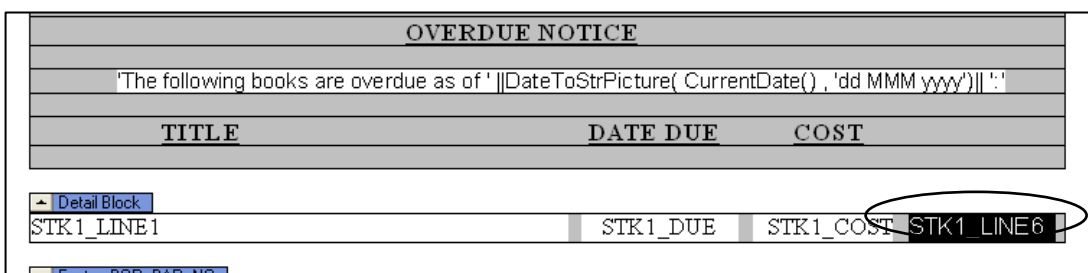 OVERDUE NOTICE
'The following books are overdue as of ' ||DateToStrPicture( CurrentDate() , 'dd MMM yyyy')|| ':'
TITLE DATE DUE COST
Detail Block
STK1_LINE1 STK1_DUE STK1_COST STK1_LINE6